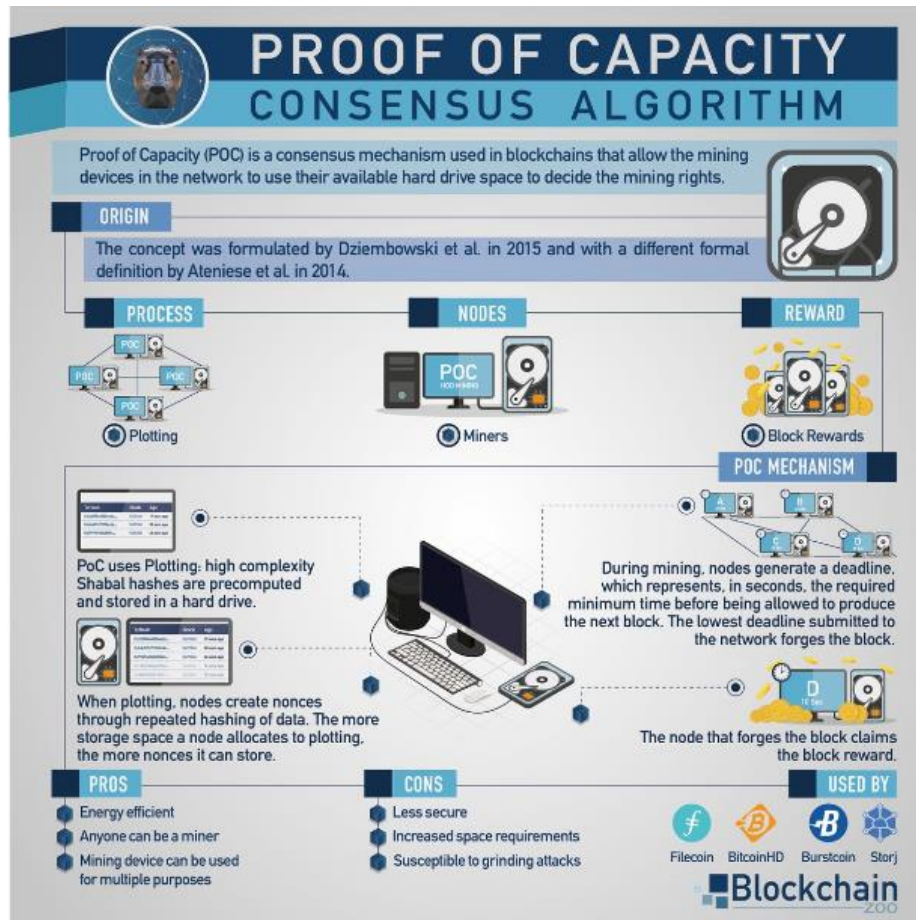 PROOF OF CAPACITY
CONSENSUS ALGORITHM
Proof of Capacity (POC) is a consensus mechanism used in blockchains that allow the mining
devices in the network to use their available hard drive space to decide the mining rights.
ORIGIN
The concept was formulated by Dziembowski et al. in 2015 and with a different formal
definition by Ateniese et al. in 2014.
PROCESS
POC
POC
POC
POC
Plotting
NODES
POC
HDD MINING
Miners
REWARD
Block Rewards
POC MECHANISM
PoC uses Plotting: high complexity
Shabal hashes are precomputed
and stored in a hard drive.
When plotting, nodes create nonces
through repeated hashing of data. The more
storage space a node allocates to plotting,
the more nonces it can store.
A
B
C
D
During mining, nodes generate a deadline,
which represents, in seconds, the required
minimum time before being allowed to produce
the next block. The lowest deadline submitted to
the network forges the block.
D
10 Sec
The node that forges the block claims
the block reward.
PROS
Energy efficient
Anyone can be a miner
Mining device can be used
for multiple purposes
CONS
Less secure
Increased space requirements
Susceptible to grinding attacks
USED BY
Filecoin BitcoinHD Burstcoin Storj
Blockchain
ZOO